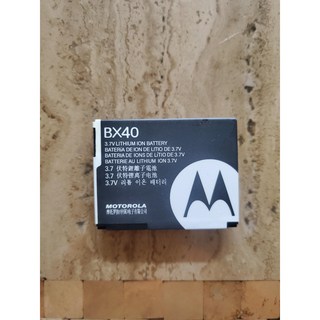 BX40
3.7V LITHIUM ION BATTERY
BATERIA DE ION DE LITIO DE 3.7V
BATERIA DE IONS DE LITIO DE 3.7V
BATTERIE AU LITHIUM ION 3.7V
3.7 伏特鋰離子電池
3.7 伏特锂离子电池
3.7V 리튬 이온 배터리
MOTOROLA